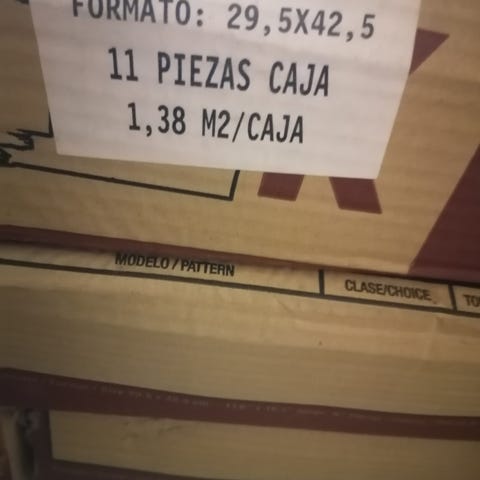 FORMATO: 29,5X42,5
11 PIEZAS CAJA
1,38 M2/CAJA
MODELO/PATTERN
CLASE/CHOICE